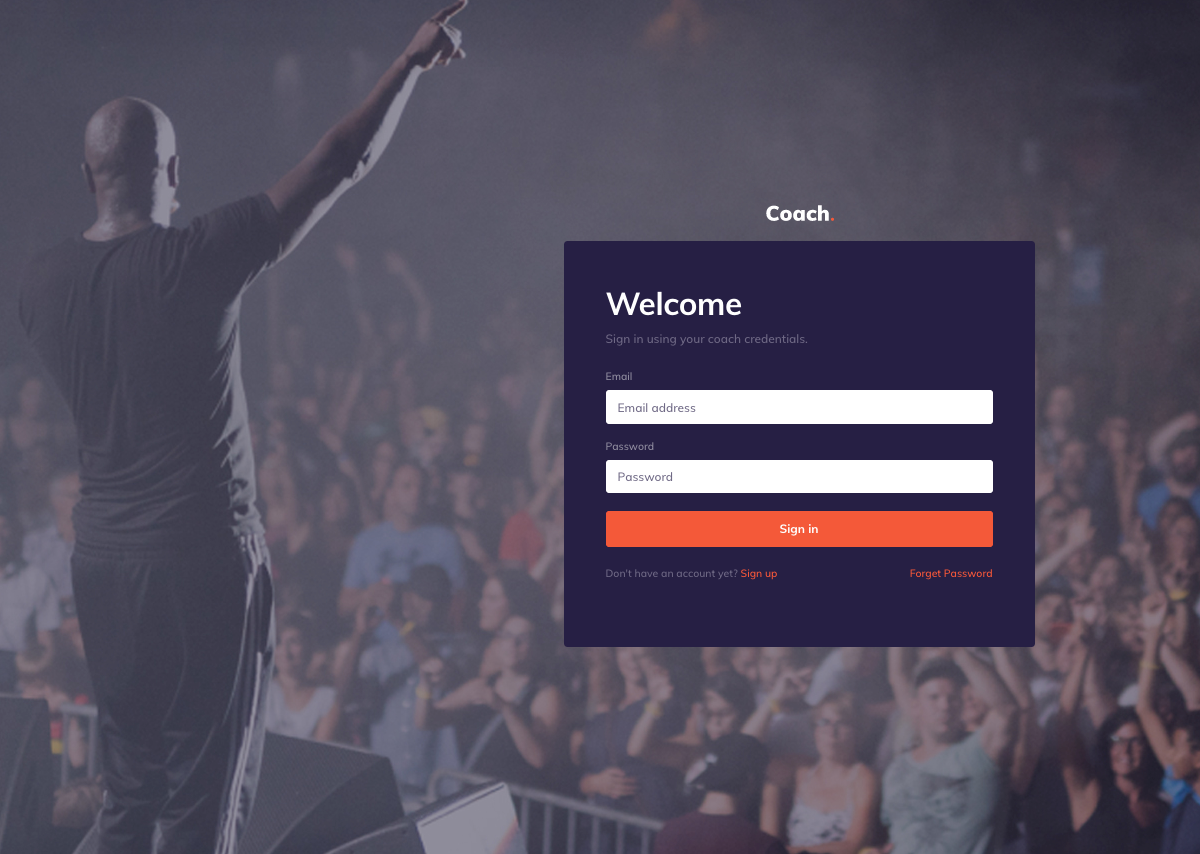 Coach.
Welcome
Sign in using your coach credentials.
Email
Email address
Password
Password
Sign in
Don't have an account yet? Sign up
Forget Password